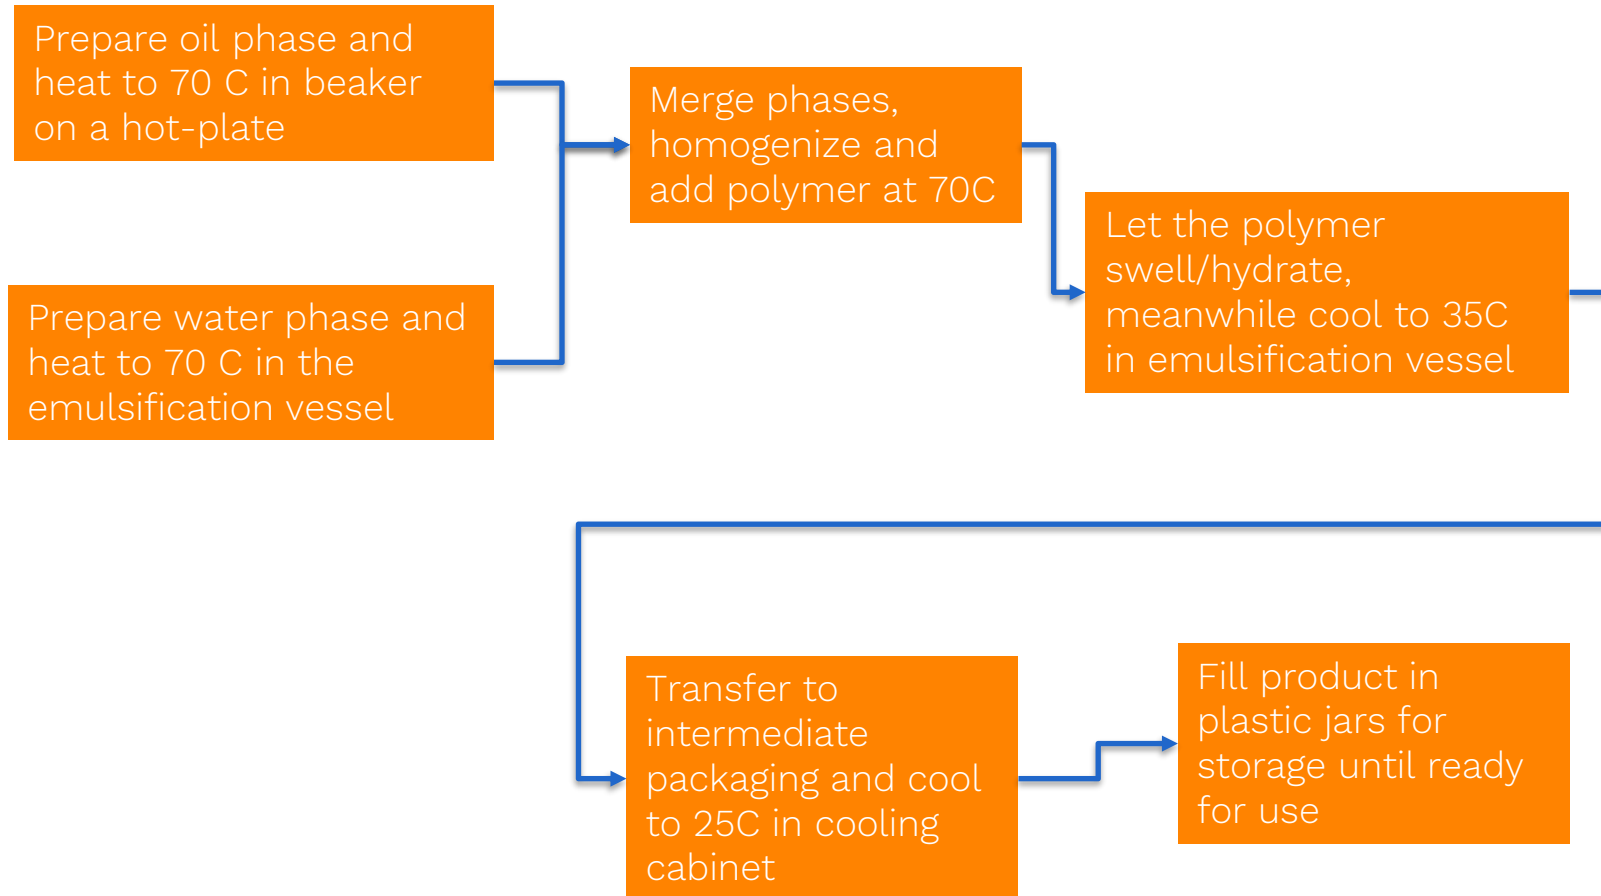 Prepare oil phase and
heat to 70 C in beaker
on a hot-plate
Prepare water phase and
heat to 70 C in the
emulsification vessel
Merge phases,
homogenize and
add polymer at 70C
Let the polymer
swell/hydrate,
meanwhile cool to 35C
in emulsification vessel
Transfer to
intermediate
packaging and cool
to 25C in cooling
cabinet
Fill product in
plastic jars for
storage until ready
for use